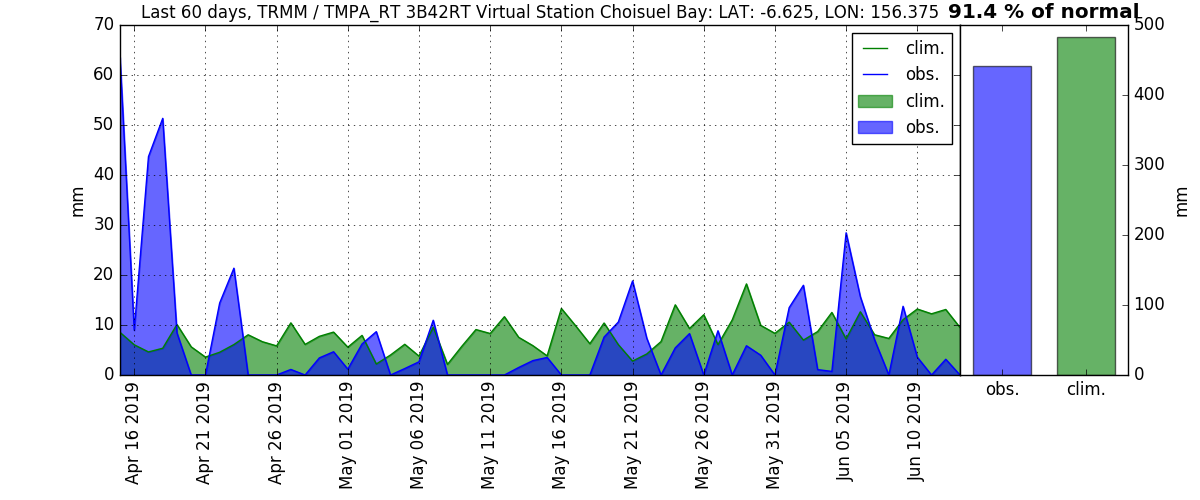 Last 60 days, TRMM / TMPA_RT 3B42RT Virtual Station Choisuel Bay: LAT: -6.625, LON: 156.375 91.4 % of normal
70
60
50
40
30
20
10
0
mm
clim.
obs.
clim.
obs.
500
400
300
200
100
0
mm
Apr 16 2019
Apr 21 2019
Apr 26 2019
May 01 2019
May 06 2019
May 11 2019
May 16 2019
May 21 2019
May 26 2019
May 31 2019
Jun 05 2019
Jun 10 2019
obs.
clim.